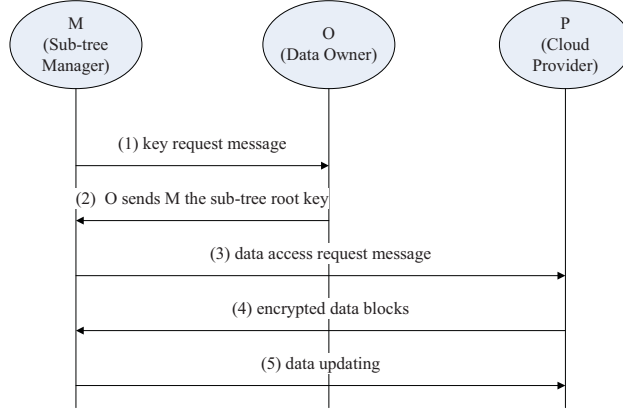 M
(Sub-tree
Manager)
O
(Data Owner)
P
(Cloud
Provider)
(1) key request message
(2) O sends M the sub-tree root key
(3) data access request message
(4) encrypted data blocks
(5) data updating